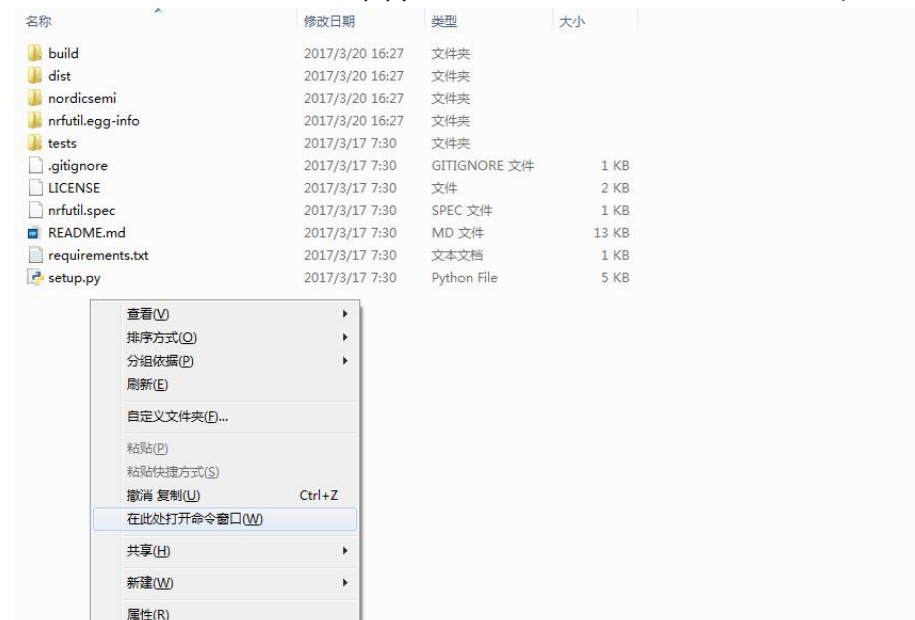 名称 修改日期 类型 大小
build 2017/3/20 16:27 文件夹
dist 2017/3/20 16:27 文件夹
nordicsemi 2017/3/20 16:27 文件夹
nrfutil.egg-info 2017/3/20 16:27 文件夹
tests 2017/3/17 7:30 文件夹
.gitignore 2017/3/17 7:30 GITIGNORE 文件 1 KB
LICENSE 2017/3/17 7:30 文件 2 KB
nrfutil.spec 2017/3/17 7:30 SPEC 文件 1 KB
README.md 2017/3/17 7:30 MD 文件 13 KB
requirements.txt 2017/3/17 7:30 文本文档 1 KB
setup.py 2017/3/17 7:30 Python File 5 KB
查看(V)
排序方式(O)
分组依据(P)
刷新(E)
自定义文件夹(F)...
粘贴(P)
粘贴快捷方式(S)
撤消 复制(U) Ctrl+Z
在此处打开命令窗口(W)
共享(H)
新建(W)
属性(R)